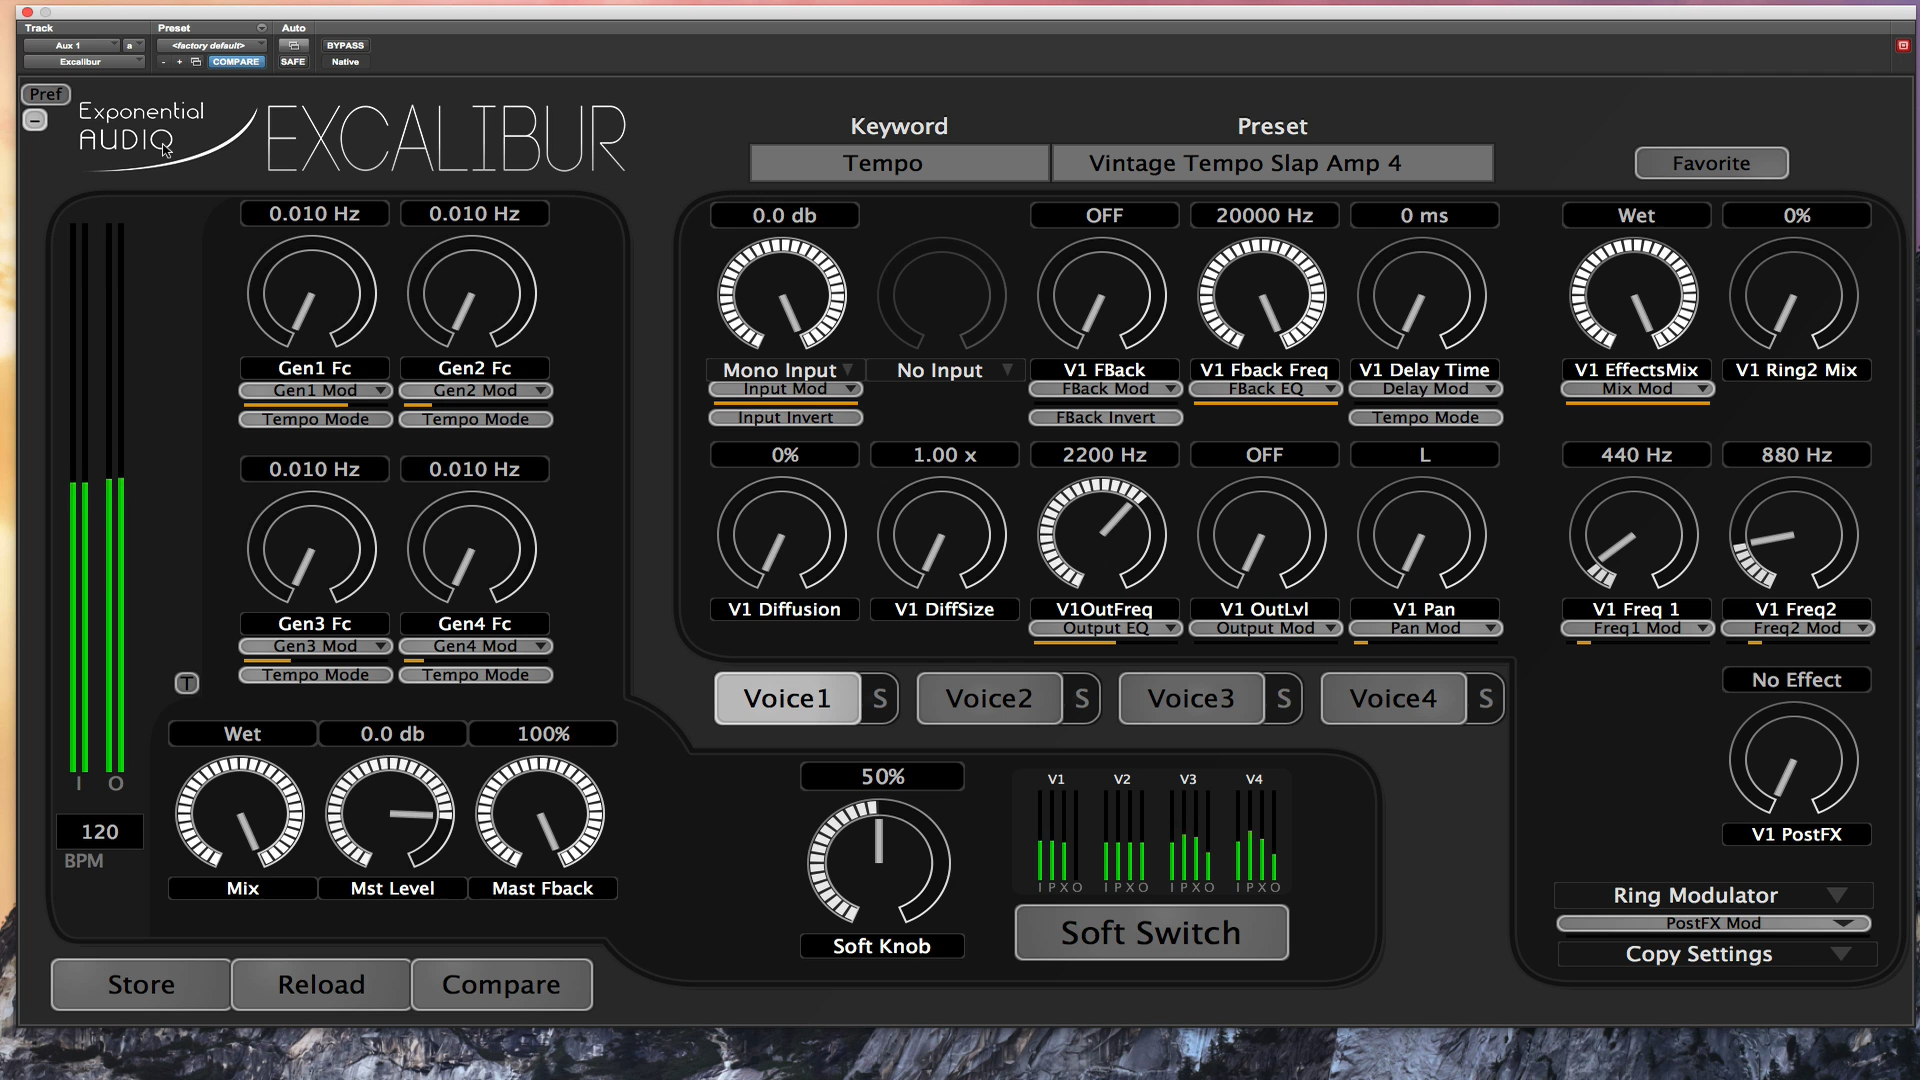 Track
Preset
Auto
Aux 1
a
<factory default>
BYPASS
Excalibur
-
+
COMPARE
SAFE
Native
Pref
–
Exponential
AUDIO
EXCALIBUR
Keyword
Preset
Tempo
Vintage Tempo Slap Amp 4
Favorite
0.010 Hz
0.010 Hz
Gen1 Fc
Gen2 Fc
Gen1 Mod
Gen2 Mod
Tempo Mode
Tempo Mode
0.010 Hz
0.010 Hz
Gen3 Fc
Gen4 Fc
Gen3 Mod
Gen4 Mod
Tempo Mode
Tempo Mode
T
I
O
120
BPM
Wet
0.0 db
100%
Mix
Mst Level
Mast Fback
Store
Reload
Compare
0.0 db
OFF
20000 Hz
0 ms
Wet
0%
Mono Input
No Input
V1 FBack
V1 Fback Freq
V1 Delay Time
V1 EffectsMix
V1 Ring2 Mix
Input Mod
FBack Mod
FBack EQ
Delay Mod
Mix Mod
Input Invert
FBack Invert
Tempo Mode
0%
1.00 x
2200 Hz
OFF
L
440 Hz
880 Hz
V1 Diffusion
V1 DiffSize
V1OutFreq
V1 OutLvl
V1 Pan
V1 Freq 1
V1 Freq2
Output EQ
Output Mod
Pan Mod
Freq1 Mod
Freq2 Mod
Voice1
S
Voice2
S
Voice3
S
Voice4
S
No Effect
V1 PostFX
50%
Soft Knob
V1
V2
V3
V4
I P X O
I P X O
I P X O
I P X O
Soft Switch
Ring Modulator
PostFX Mod
Copy Settings